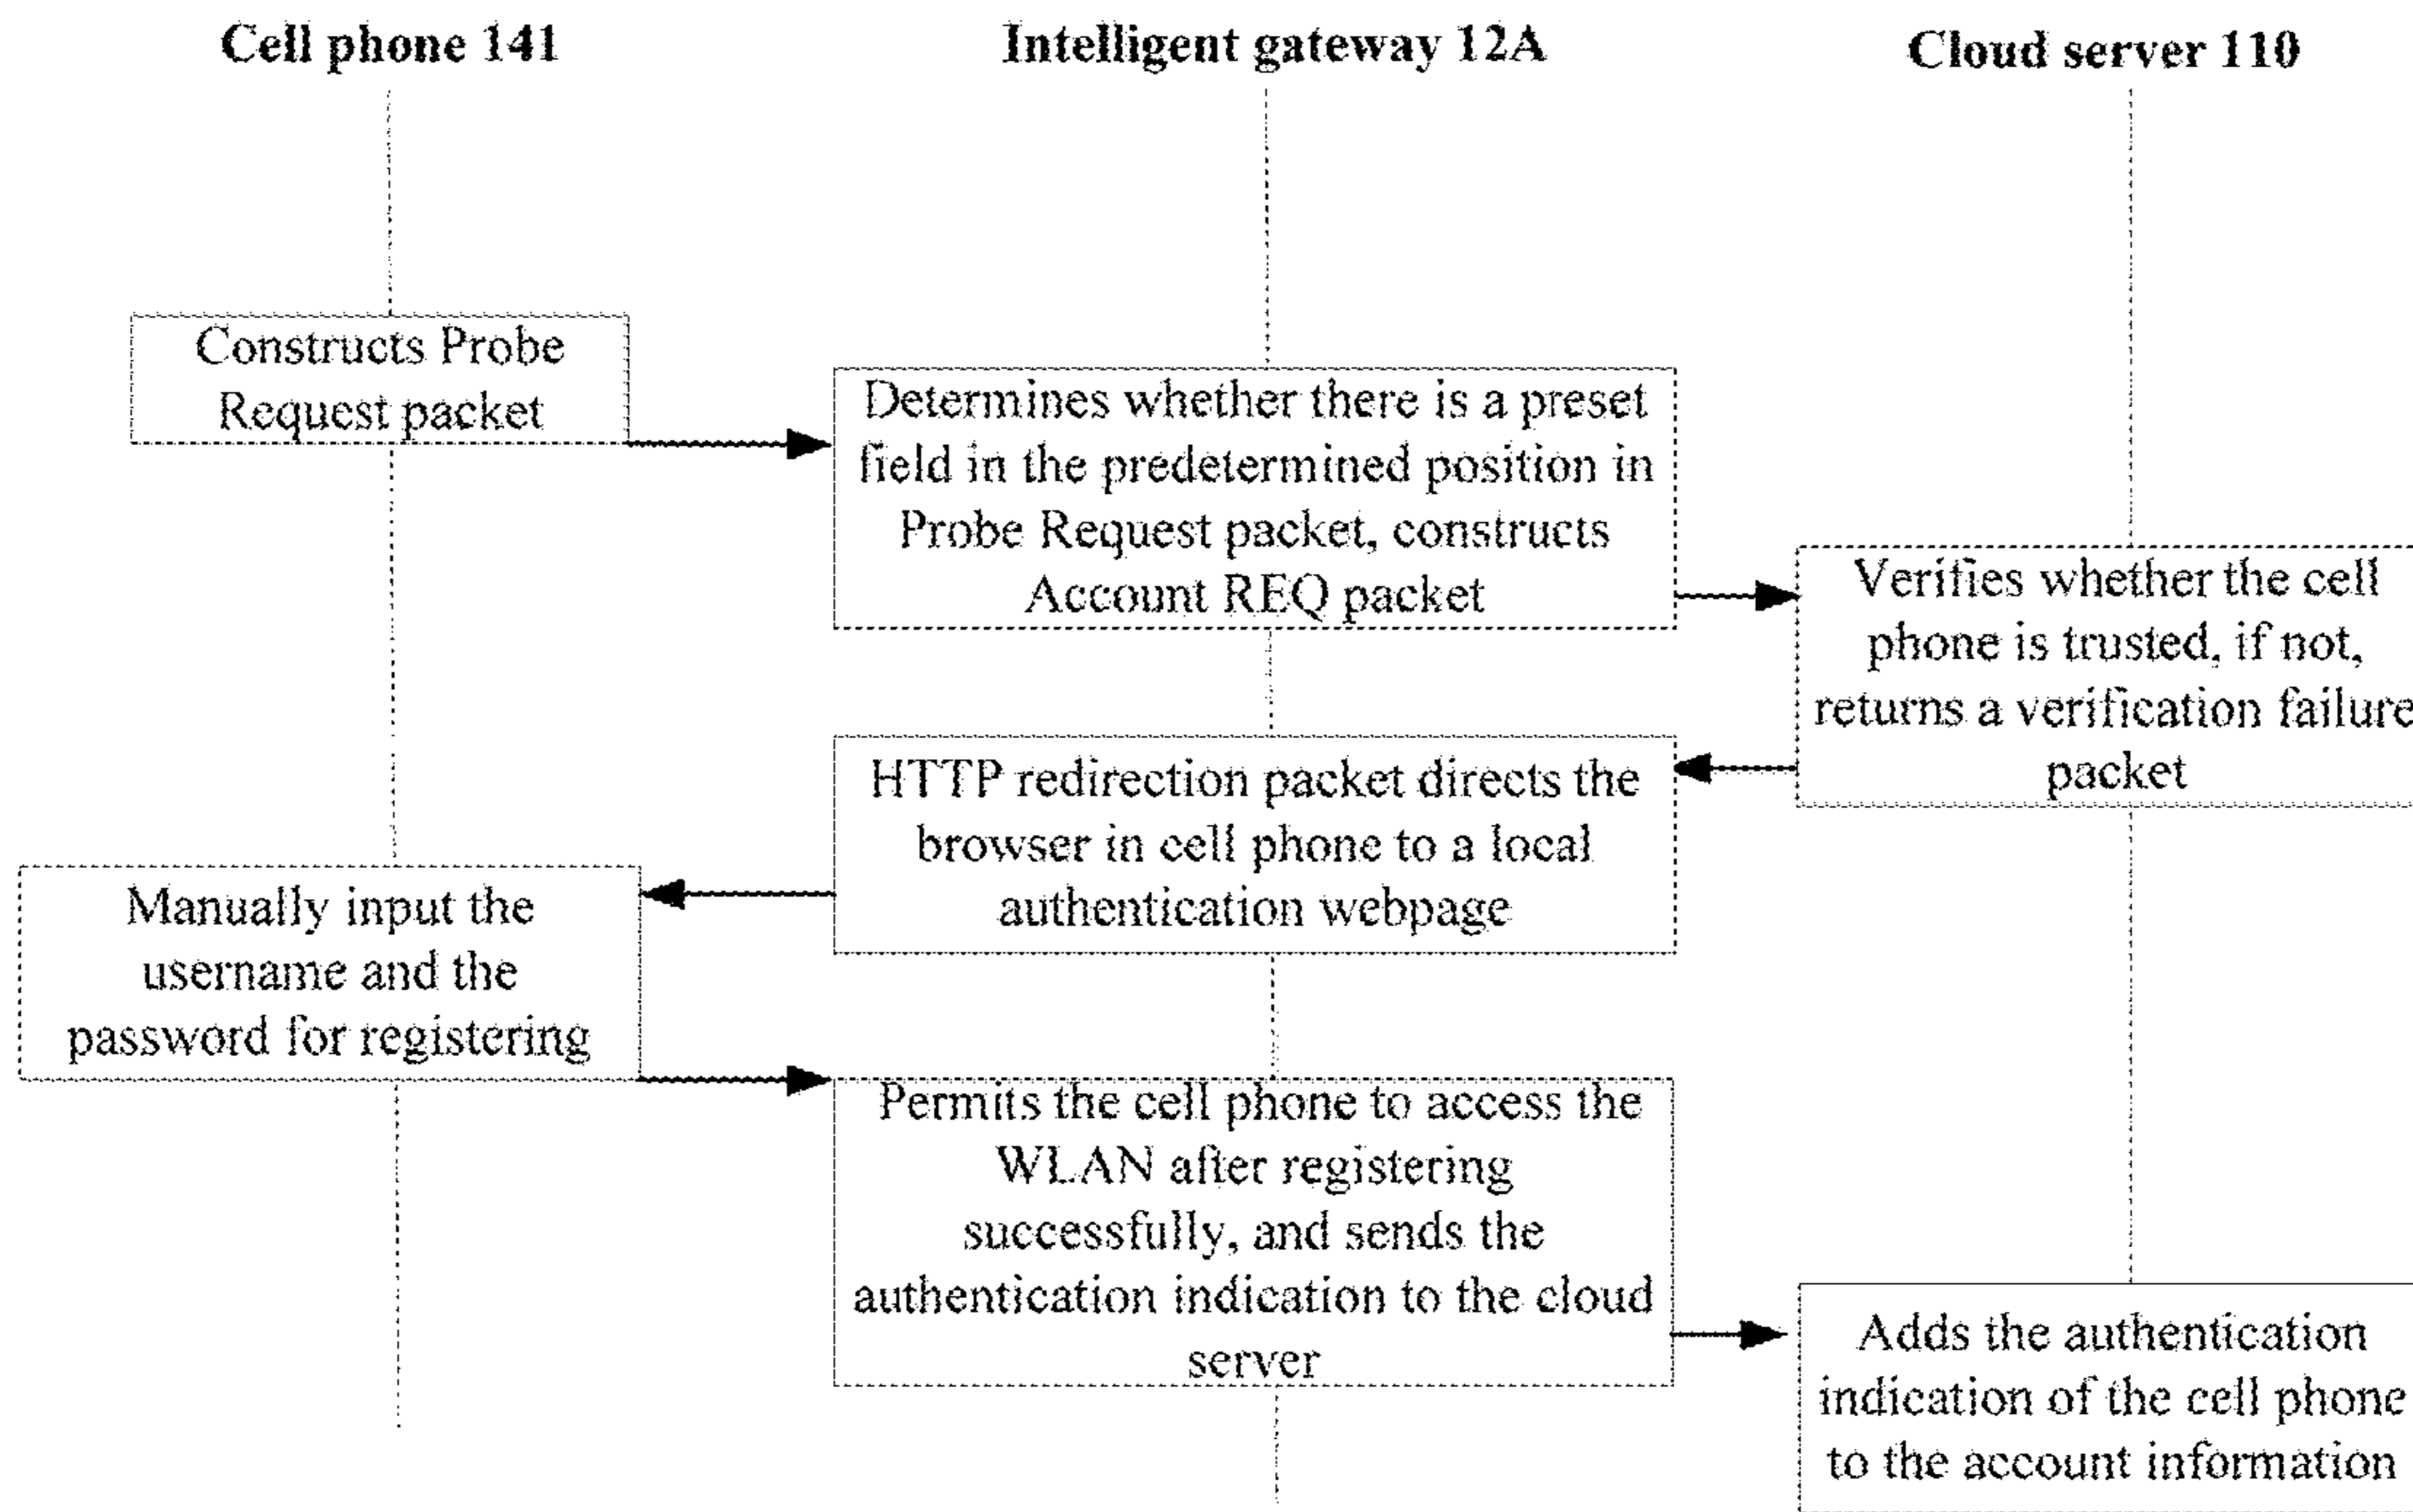 Cell phone 141
Intelligent gateway 12A
Cloud server 110
Constructs Probe
Request packet
Determines whether there is a preset
field in the predetermined position in
Probe Request packet, constructs
Account REQ packet
Verifies whether the cell
phone is trusted, if not,
returns a verification failure
packet
HTTP redirection packet directs the
browser in cell phone to a local
authentication webpage
Manually input the
username and the
password for registering
Permits the cell phone to access the
WLAN after registering
successfully, and sends the
authentication indication to the cloud
server
Adds the authentication
indication of the cell phone
to the account information